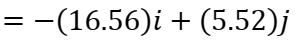 = −(16.56)i + (5.52)j